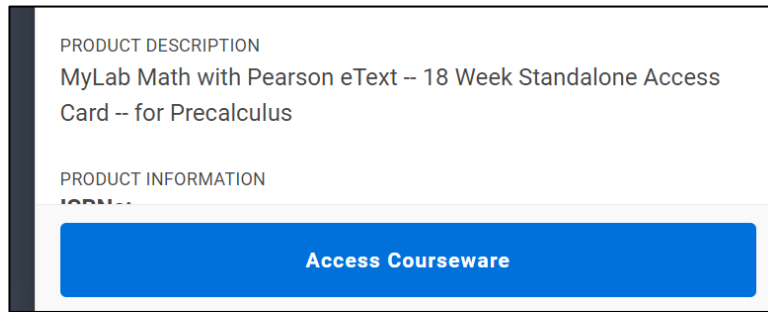 PRODUCT DESCRIPTION
MyLab Math with Pearson eText -- 18 Week Standalone Access
Card -- for Precalculus
PRODUCT INFORMATION
Access Courseware